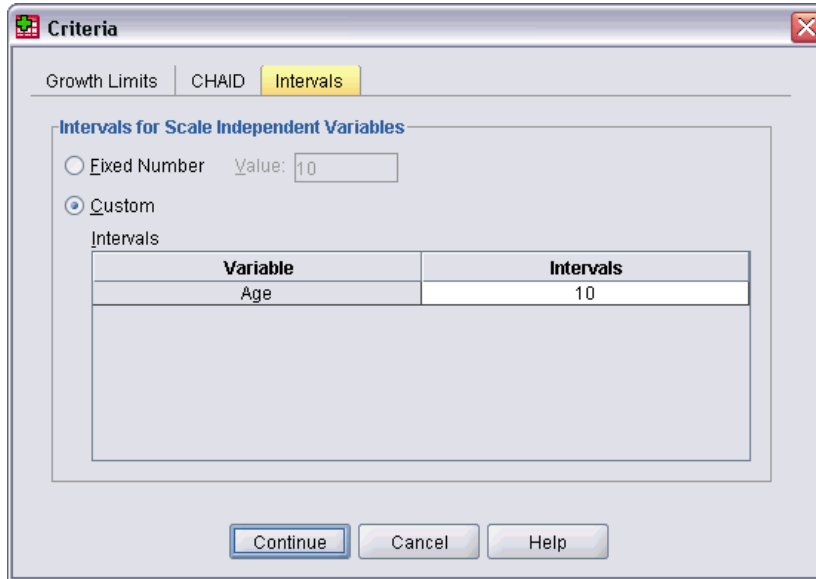 Criteria
Growth Limits CHAID Intervals
Intervals for Scale Independent Variables
Fixed Number Value: 10
Custom
Intervals
Variable Intervals
Age 10
Continue Cancel Help